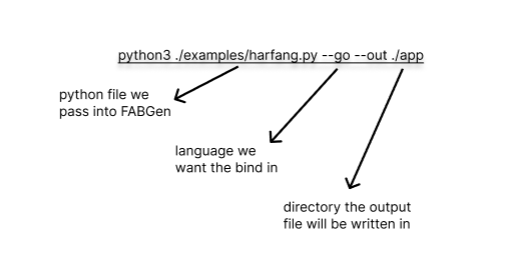 python3 ./examples/harfang.py --go --out ./app
python file we
pass into FABGen
language we
want the bind in
directory the output
file will be written in